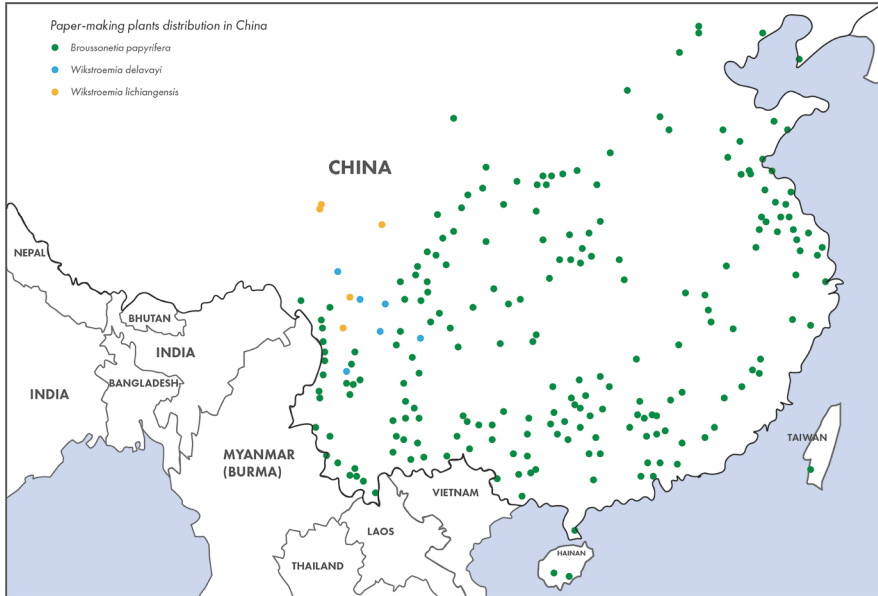 Paper-making plants distribution in China
Broussonetia papyrifera
Wikstroemia delavayi
Wikstroemia lichiangensis
CHINA
NEPAL
BHUTAN
INDIA
BANGLADESH
INDIA
MYANMAR
(BURMA)
TAIWAN
VIETNAM
LAOS
HAINAN
THAILAND